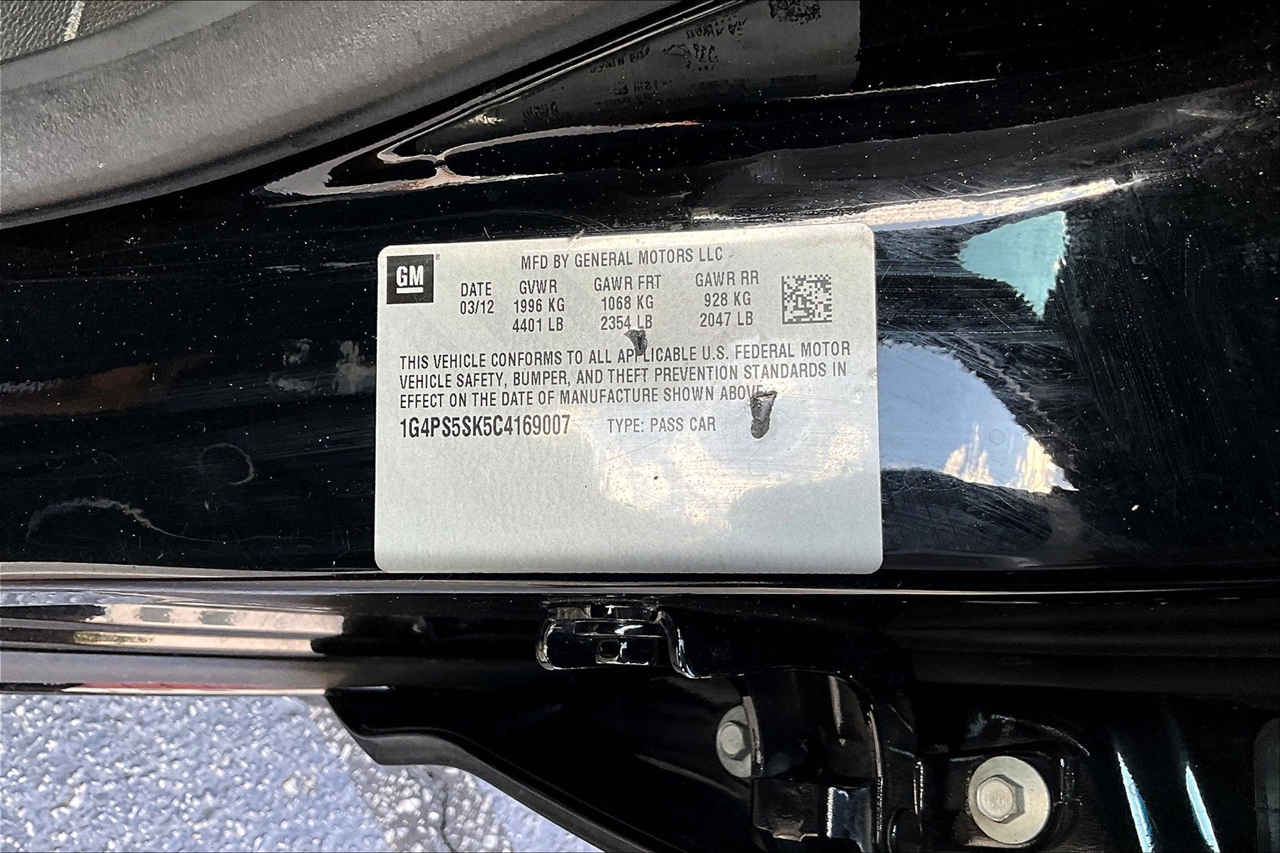 GM
MFD BY GENERAL MOTORS LLC
DATE GVWR GAWR FRT GAWR RR
03/12 1996 KG 1068 KG 928 KG
4401 LB 2354 LB 2047 LB
THIS VEHICLE CONFORMS TO ALL APPLICABLE U.S. FEDERAL MOTOR
VEHICLE SAFETY, BUMPER, AND THEFT PREVENTION STANDARDS IN
EFFECT ON THE DATE OF MANUFACTURE SHOWN ABOVE.
1G4PS5SK5C4169007 TYPE: PASS CAR